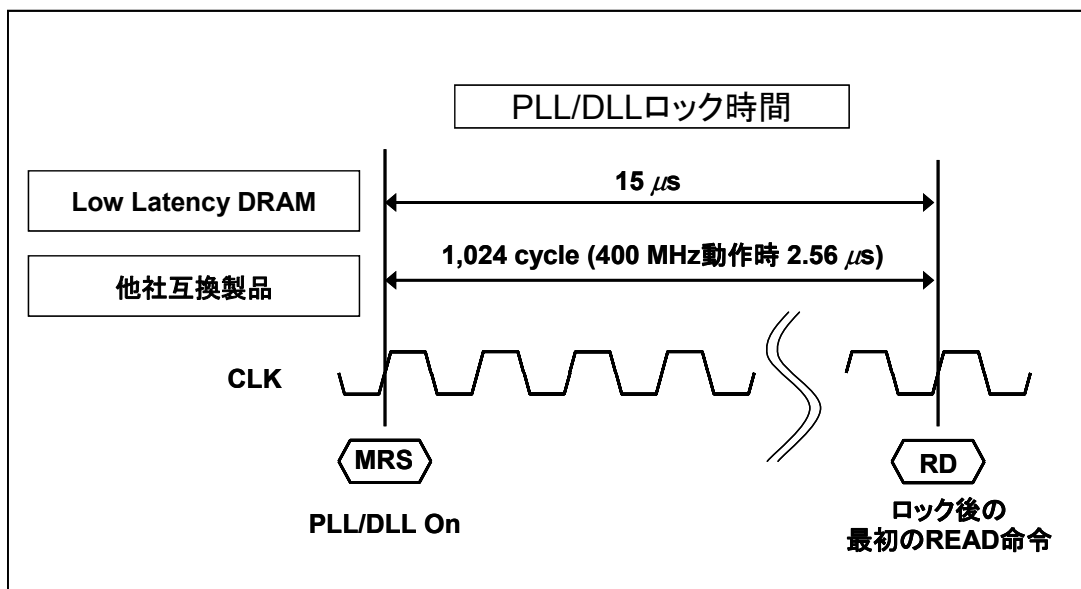 PLL/DLLロック時間
Low Latency DRAM
15 μs
1,024 cycle (400 MHz動作時 2.56 μs)
他社互換製品
CLK
MRS
RD
PLL/DLL On
ロック後の
最初のREAD命令